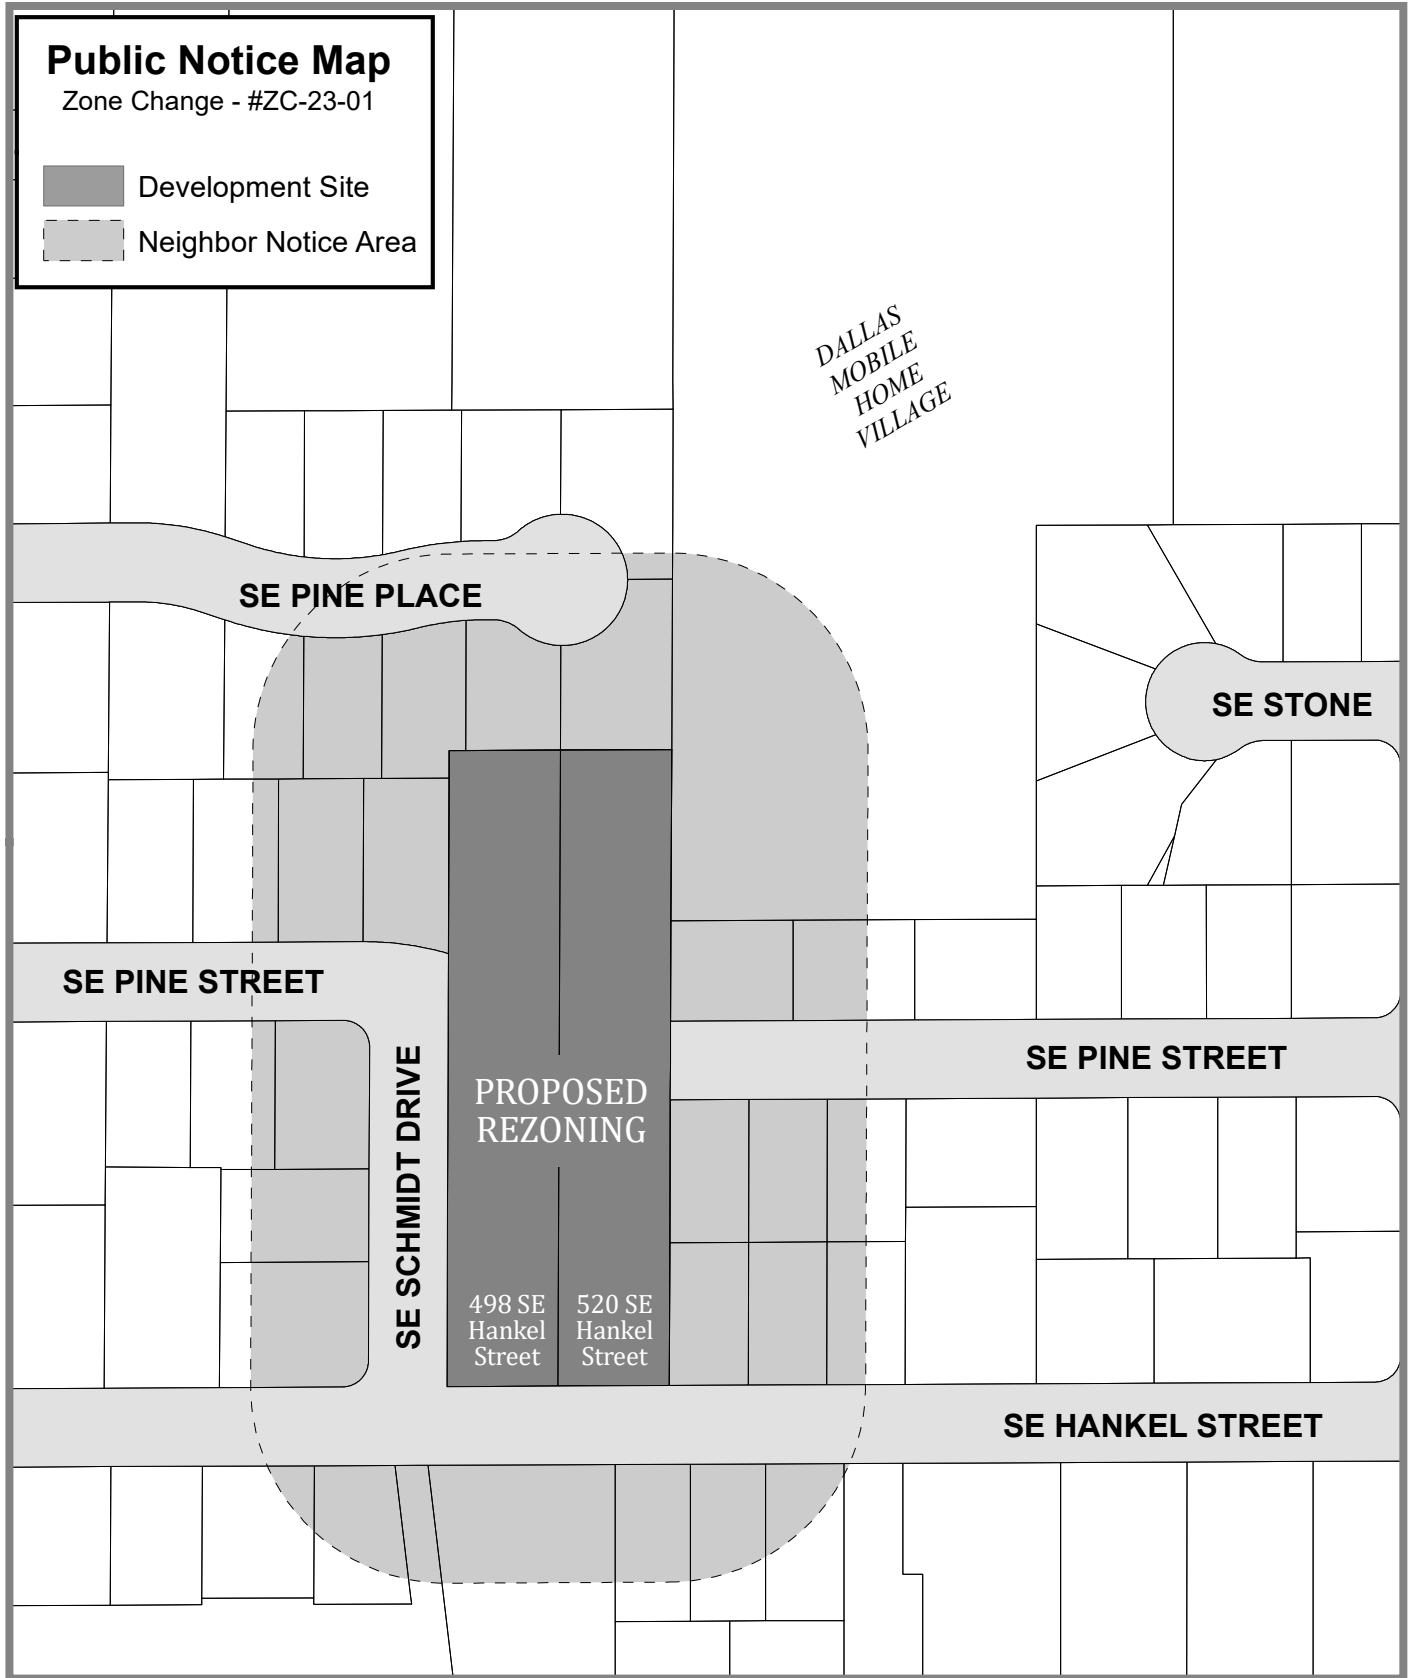 Public Notice Map
Zone Change - #ZC-23-01
Development Site
Neighbor Notice Area
DALLAS
MOBILE
HOME
VILLAGE
SE PINE PLACE
SE STONE
SE PINE STREET
SE PINE STREET
SE SCHMIDT DRIVE
PROPOSED
REZONING
498 SE
Hankel
Street
520 SE
Hankel
Street
SE HANKEL STREET